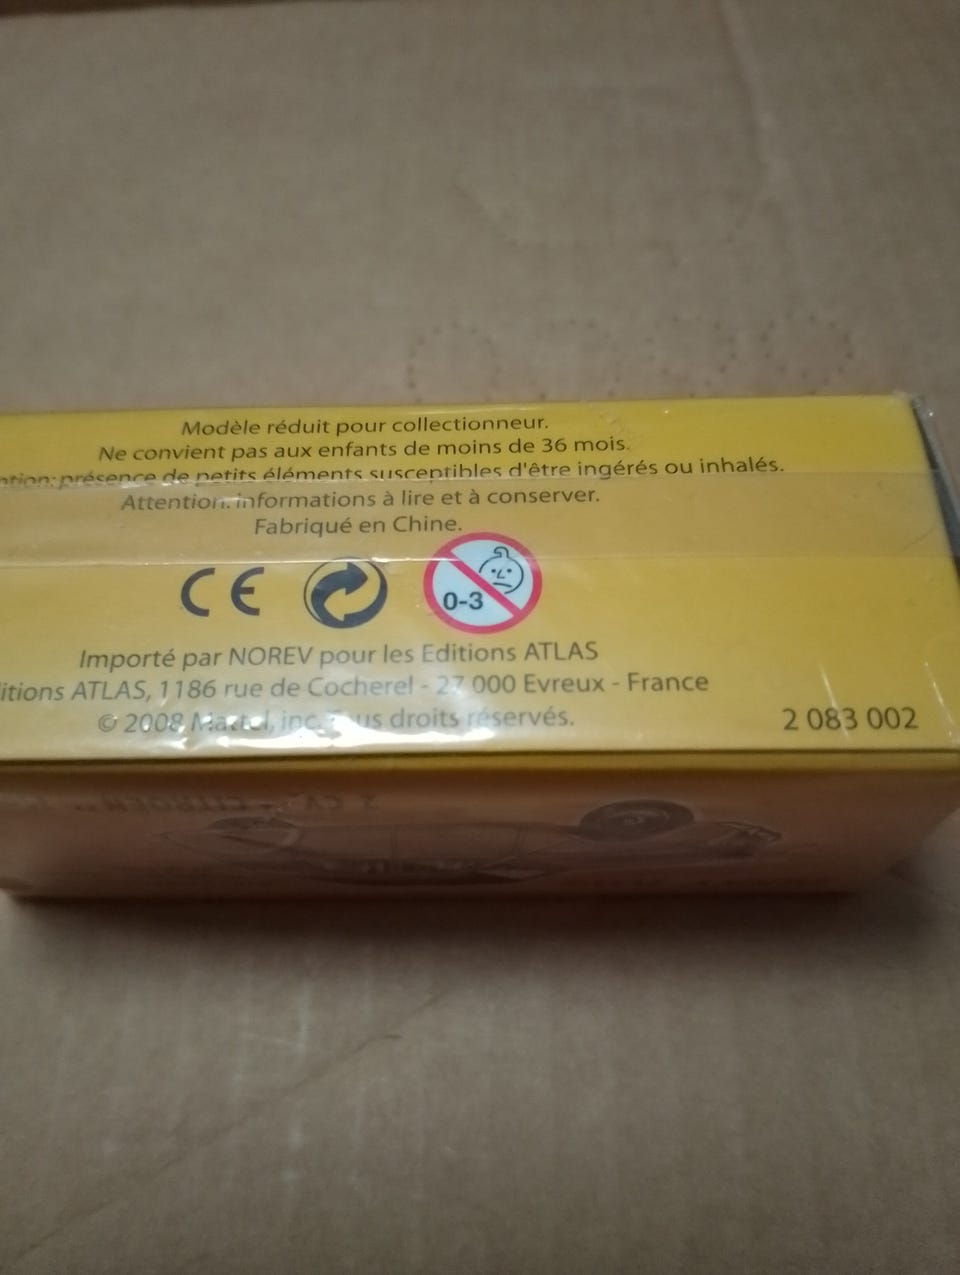 Modèle réduit pour collectionneur.
Ne convient pas aux enfants de moins de 36 mois.
ntion: présence de petits éléments susceptibles d'être ingérés ou inhalés.
Attention. informations à lire et à conserver.
Fabriqué en Chine.
CE
0-3
Importé par NOREV pour les Editions ATLAS
itions ATLAS, 1186 rue de Cocherel - 27 000 Evreux - France
© 2008 Mattel, inc. Tous droits réservés.
2 083 002
CITROEN